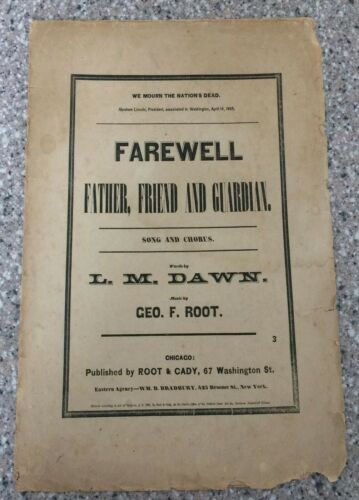 WE MOURN THE NATION'S DEAD.
Abraham Lincoln, President, assassinated in Washington, April 14, 1865.
FAREWELL
FATHER, FRIEND AND GUARDIAN.
SONG AND CHORUS.
Words by
L. M. DAWN.
Music by
GEO. F. ROOT.
3
CHICAGO:
Published by ROOT & CADY, 67 Washington St.
Eastern Agency—WM. B. BRADBURY, 425 Broome St., New York.